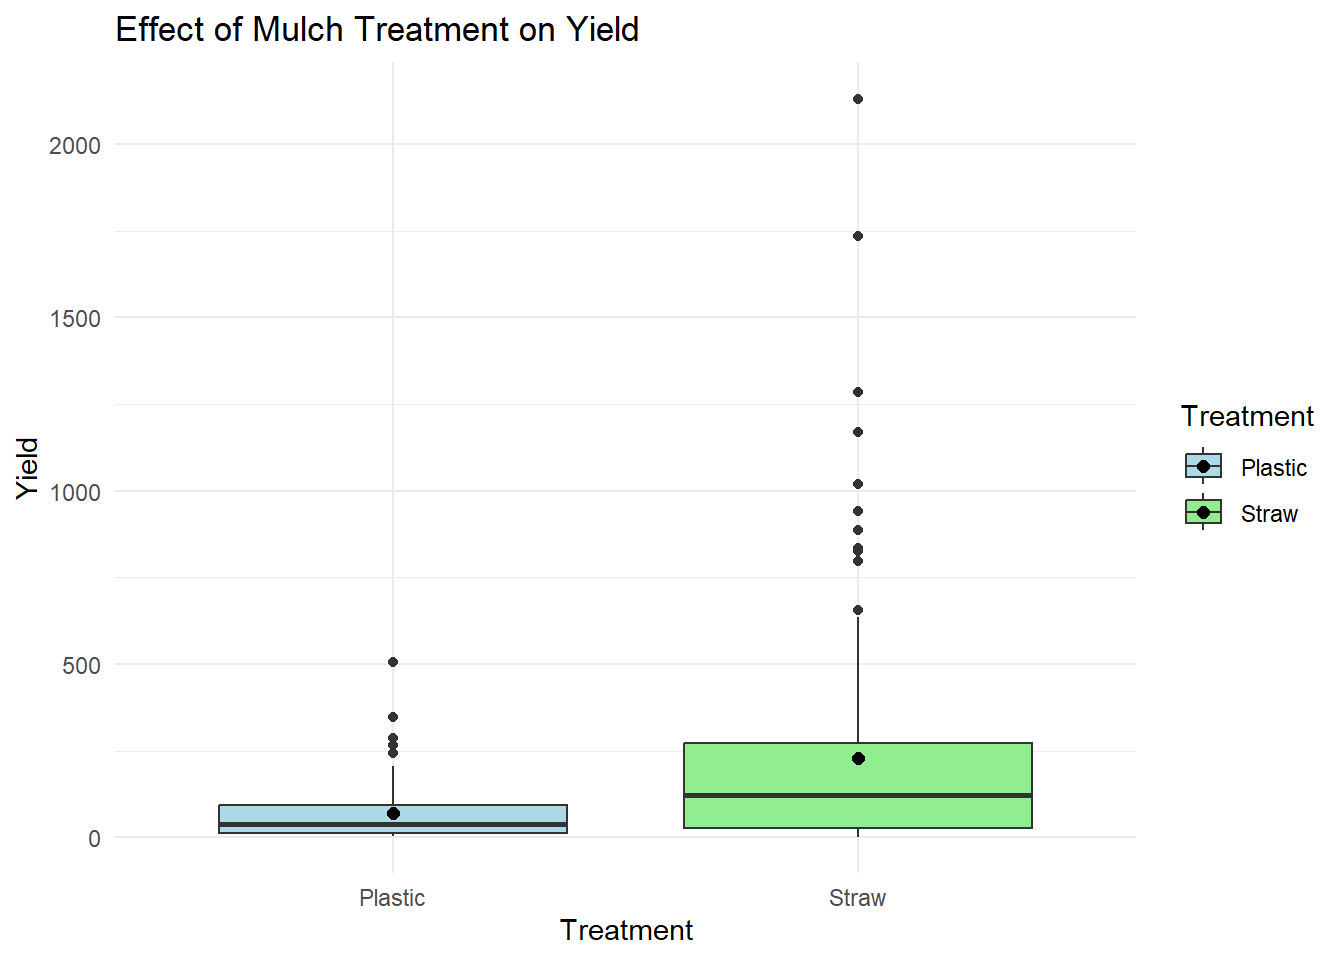 Effect of Mulch Treatment on Yield
2000
1500
1000
500
0
Yield
Plastic
Straw
Treatment
Treatment
Plastic
Straw